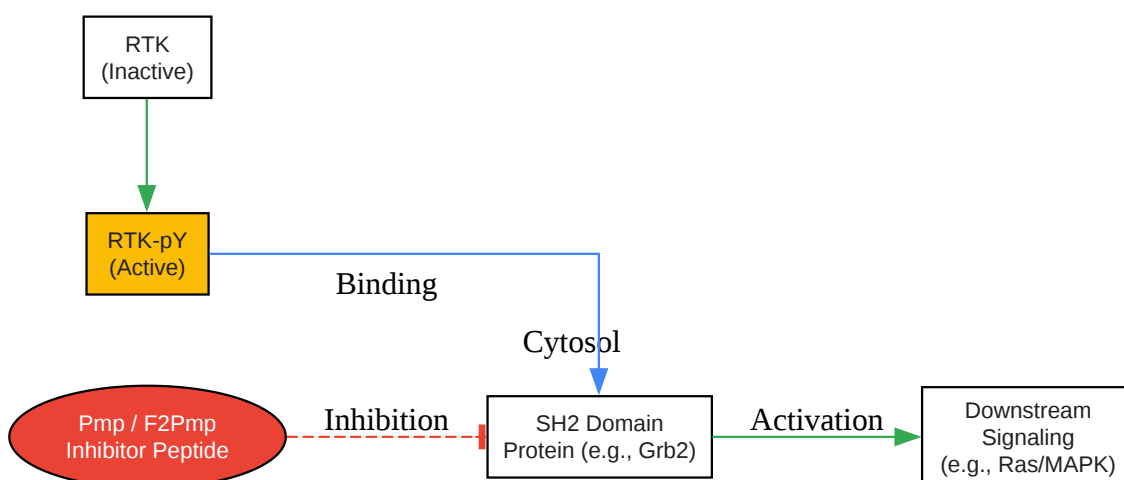 RTK
(Inactive)
RTK-pY
(Active)
Binding
Cytosol
Pmp / F2Pmp
Inhibitor Peptide
Inhibition
SH2 Domain
Protein (e.g., Grb2)
Activation
Downstream
Signaling
(e.g., Ras/MAPK)